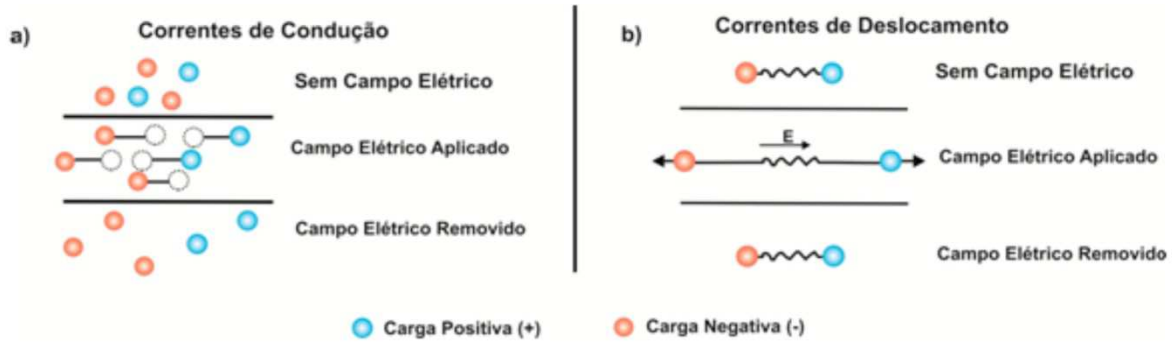 a)
Correntes de Condução
Sem Campo Elétrico
Campo Elétrico Aplicado
Campo Elétrico Removido
b)
Correntes de Deslocamento
Sem Campo Elétrico
E
Campo Elétrico Aplicado
Campo Elétrico Removido
Carga Positiva (+)
Carga Negativa (-)